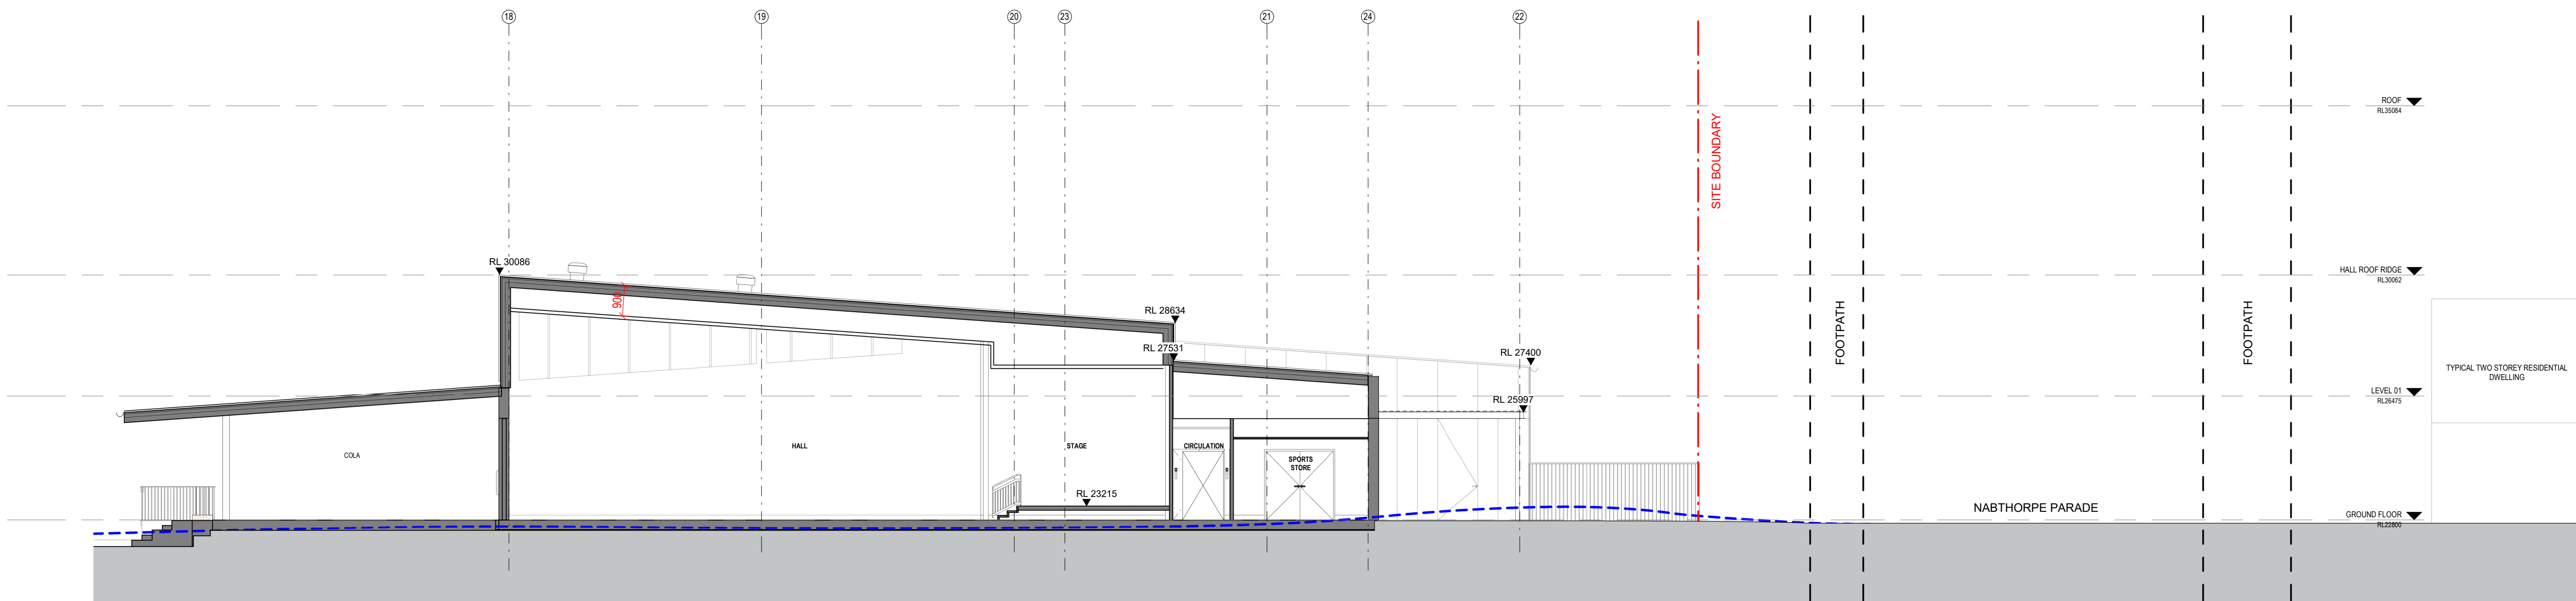 18
19
20
23
21
24
22
ROOF
RL35084
SITE BOUNDARY
RL 30086
HALL ROOF RIDGE
RL30062
900
RL 28634
RL 27531
RL 27400
FOOTPATH
FOOTPATH
TYPICAL TWO STOREY RESIDENTIAL
DWELLING
LEVEL 01
RL26475
RL 25997
COLA
HALL
STAGE
CIRCULATION
SPORTS
STORE
RL 23215
NABTHORPE PARADE
GROUND FLOOR
RL22800